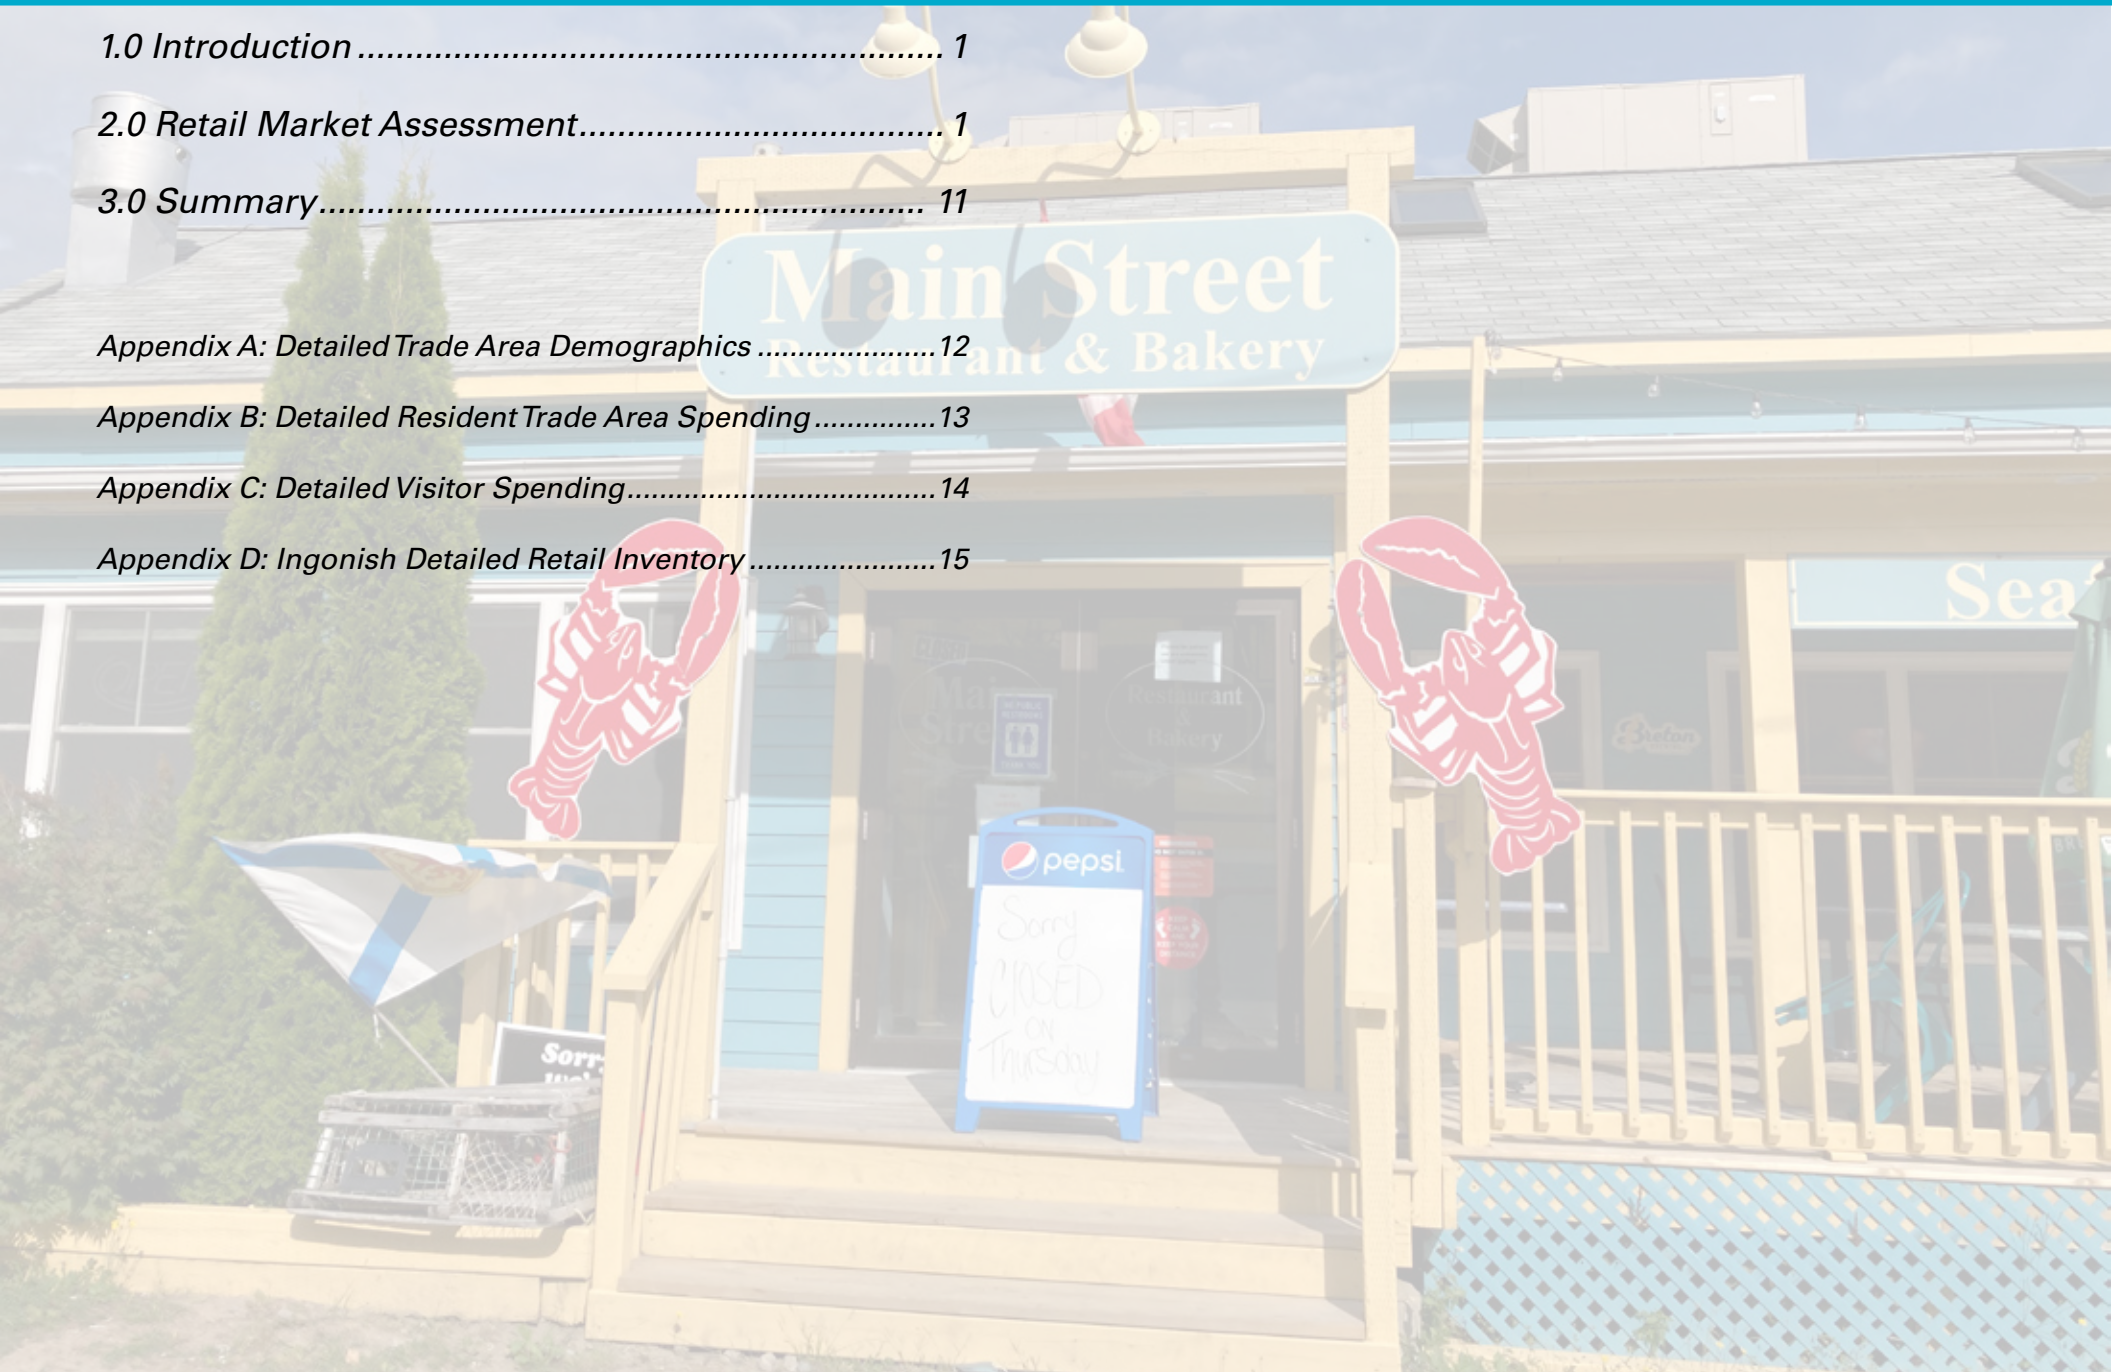 1.0 Introduction ............................................................. 1
2.0 Retail Market Assessment...................................... 1
3.0 Summary............................................................... 11
Appendix A: Detailed Trade Area Demographics ......................12
Appendix B: Detailed Resident Trade Area Spending ...............13
Appendix C: Detailed Visitor Spending......................................14
Appendix D: Ingonish Detailed Retail Inventory .......................15
Main Street
Restaurant & Bakery
Sea
Restaurant
&
Bakery
Breton
pepsi
Sorry
CLOSED
ON
Thursday